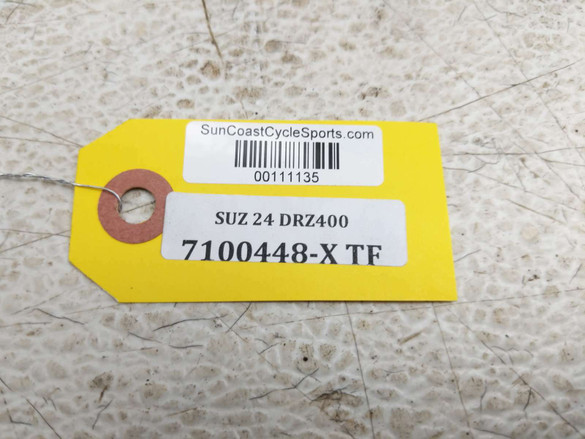 SunCoastCycleSports.com
00111135
SUZ 24 DRZ400
7100448-X TF